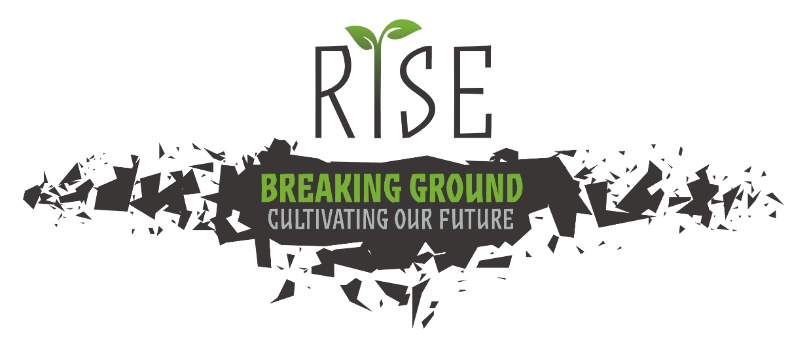 RISE
BREAKING GROUND
CULTIVATING OUR FUTURE